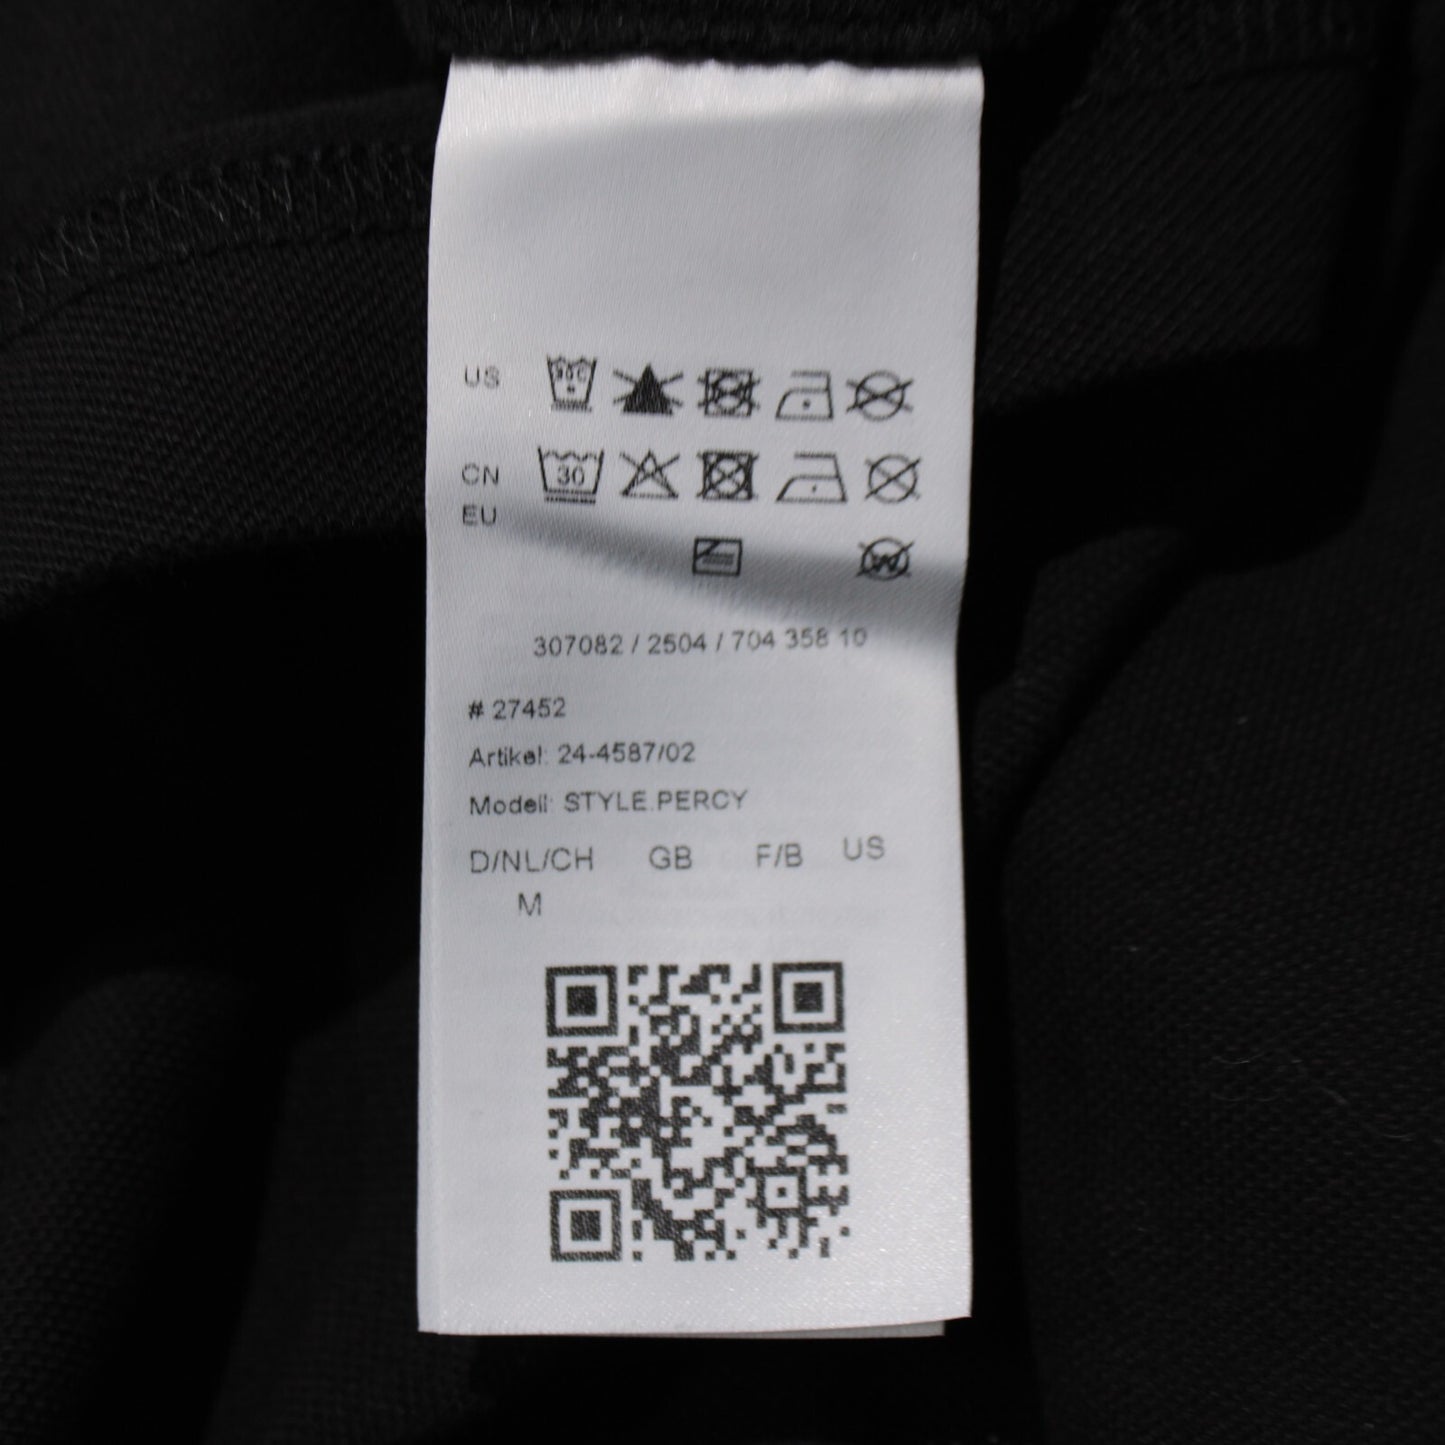 US
CN 30
EU
W
307082 / 2504 / 704 358 10
# 27452
Artikel: 24-4587/02
Modell: STYLE.PERCY
D/NL/CH GB F/B US
M